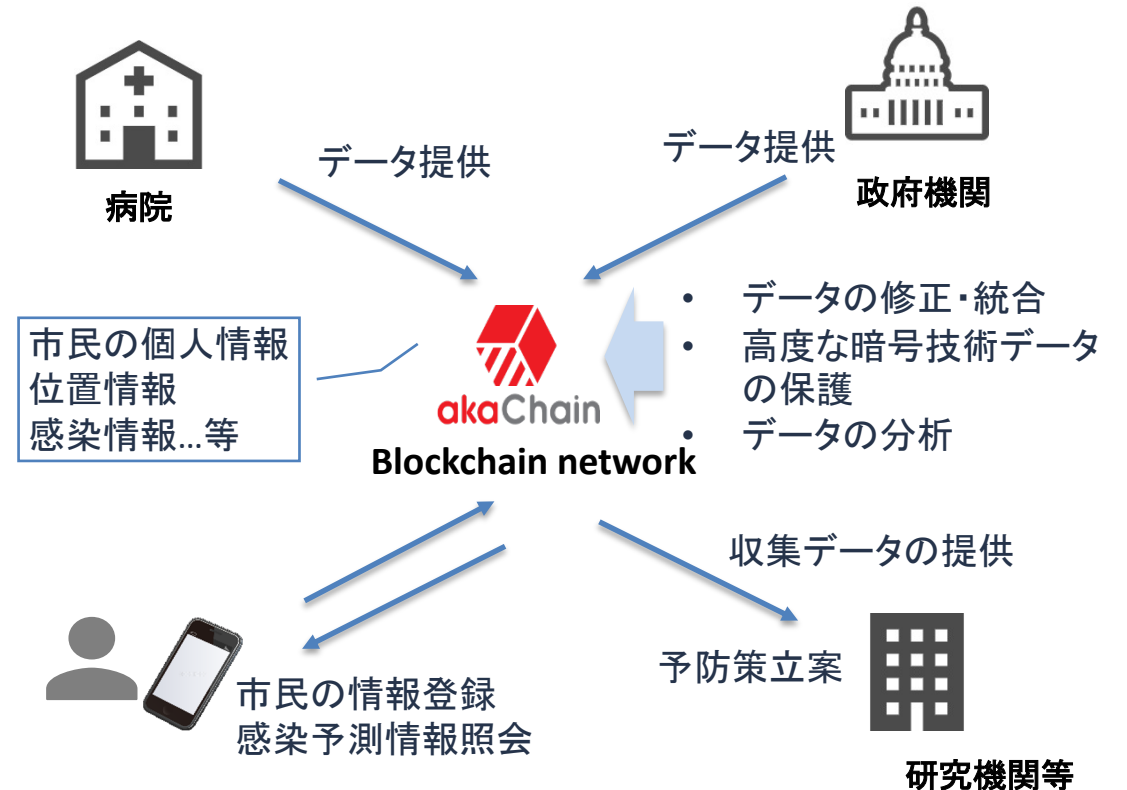 データ提供
データ提供
病院
政府機関
市民の個人情報
位置情報
感染情報…等
akaChain
Blockchain network
• データの修正・統合
• 高度な暗号技術データ
の保護
• データの分析
収集データの提供
予防策立案
市民の情報登録
感染予測情報照会
研究機関等